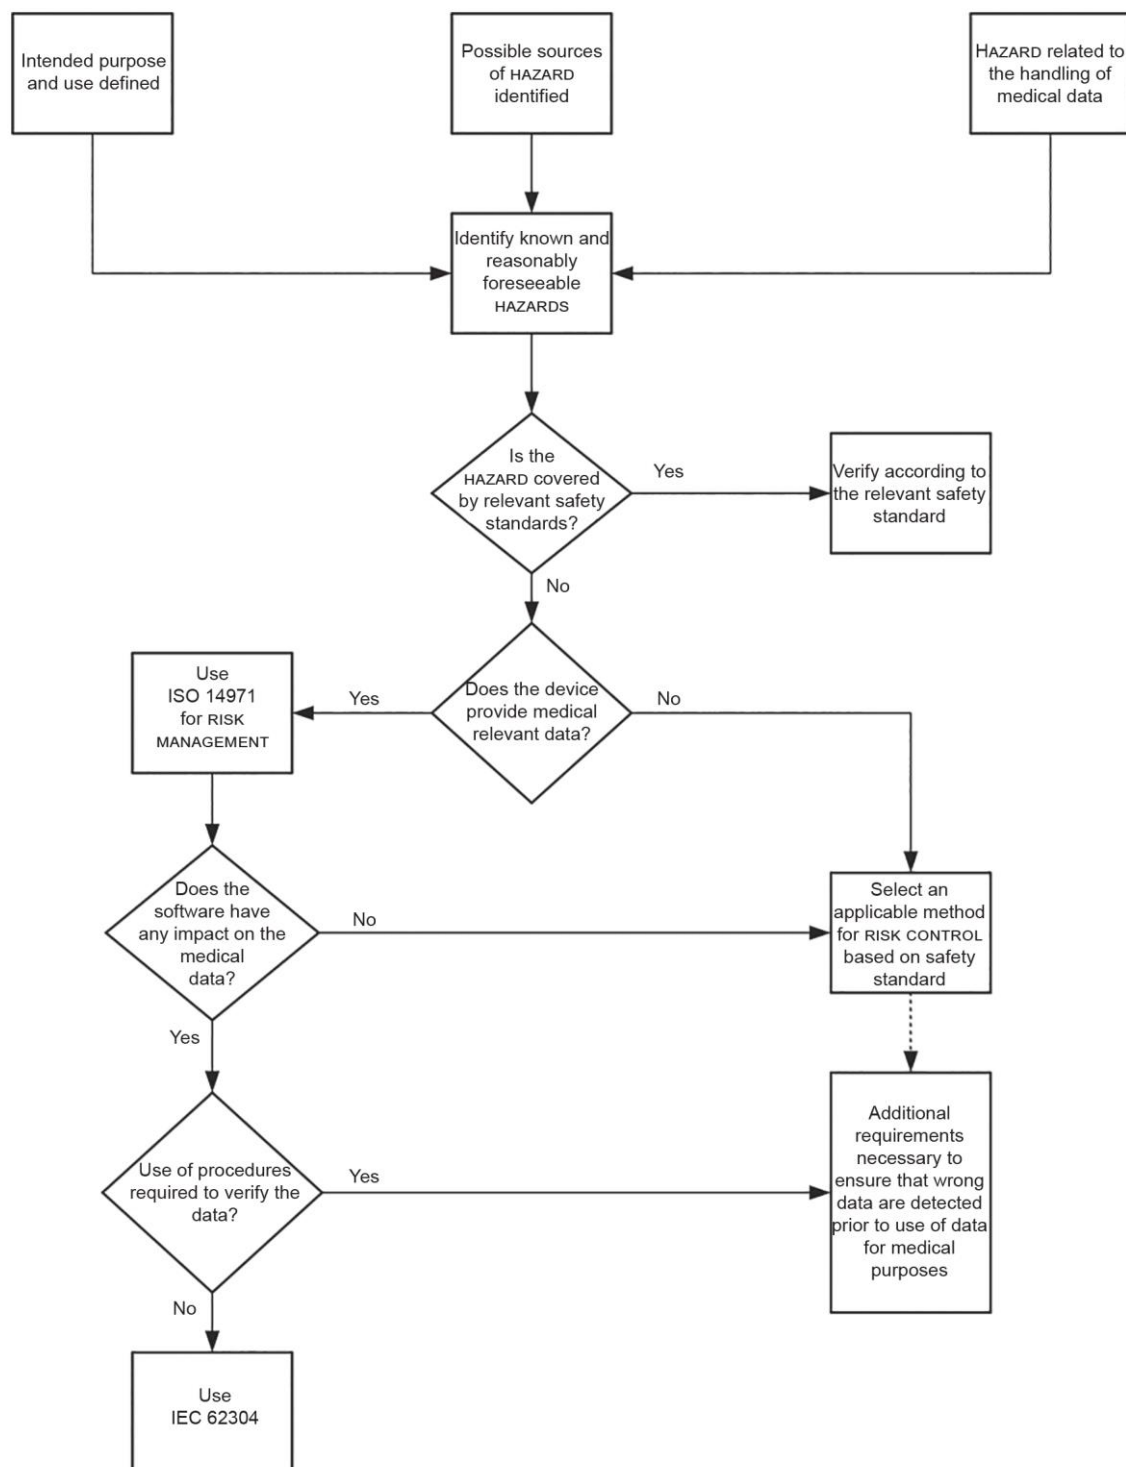 Intended purpose
and use defined
Possible sources
of HAZARD
identified
HAZARD related to
the handling of
medical data
Identify known and
reasonably
foreseeable
HAZARDS
Is the
HAZARD covered
by relevant safety
standards?
Yes
Verify according to
the relevant safety
standard
No
Use
ISO 14971
for RISK
MANAGEMENT
Yes
Does the device
provide medical
relevant data?
No
Does the
software have
any impact on the
medical
data?
No
Select an
applicable method
for RISK CONTROL
based on safety
standard
Yes
Use of procedures
required to verify the
data?
Yes
Additional
requirements
necessary to
ensure that wrong
data are detected
prior to use of data
for medical
purposes
No
Use
IEC 62304